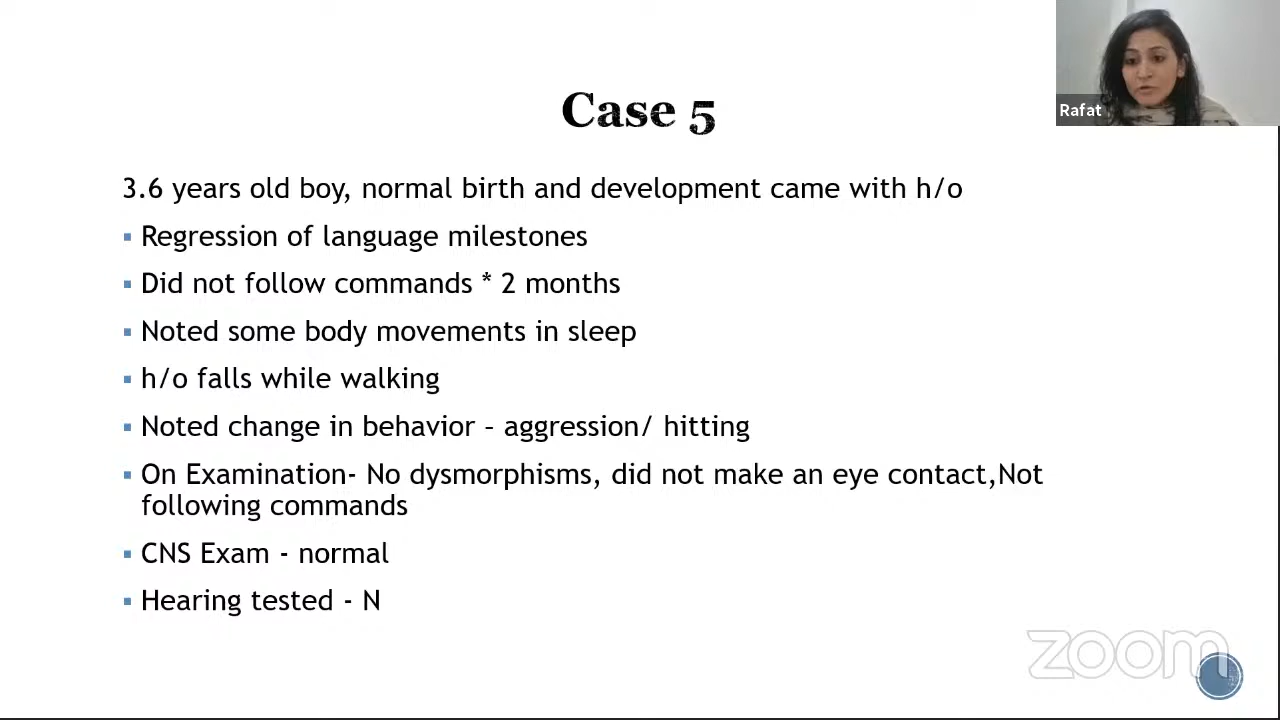 Rafat
Case 5
3.6 years old boy, normal birth and development came with h/o
▪ Regression of language milestones
▪ Did not follow commands * 2 months
▪ Noted some body movements in sleep
▪ h/o falls while walking
▪ Noted change in behavior – aggression/ hitting
▪ On Examination- No dysmorphisms, did not make an eye contact,Not
following commands
▪ CNS Exam - normal
▪ Hearing tested - N
zoom